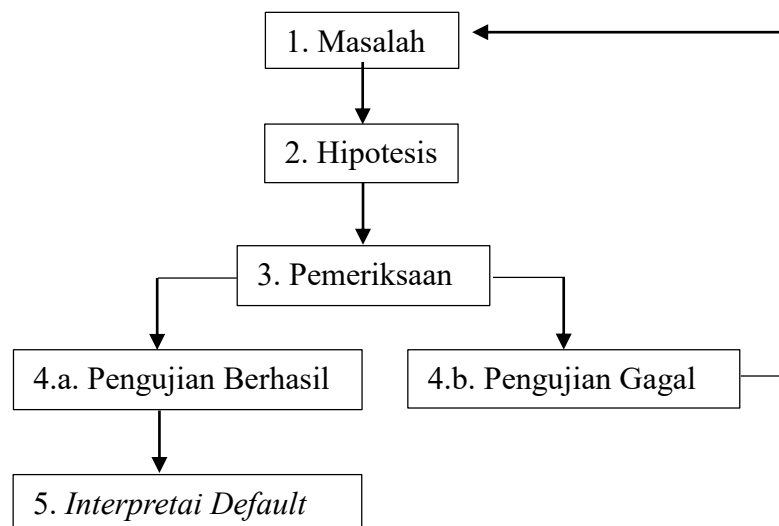 1. Masalah
2. Hipotesis
3. Pemeriksaan
4.a. Pengujian Berhasil
4.b. Pengujian Gagal
5. Interpretai Default